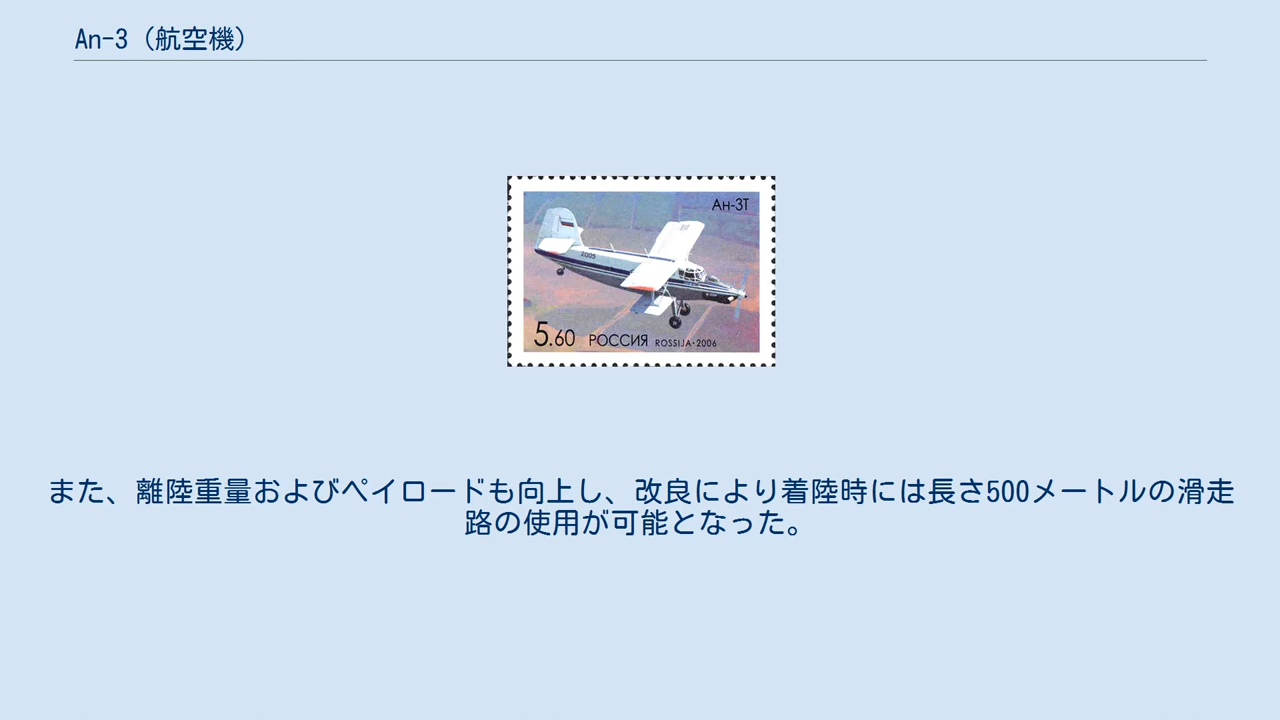 An-3（航空機）
Ан-3Т
2005
5.60 РОССИЯ ROSSIJA·2006
また、離陸重量およびペイロードも向上し、改良により着陸時には長さ500メートルの滑走
路の使用が可能となった。